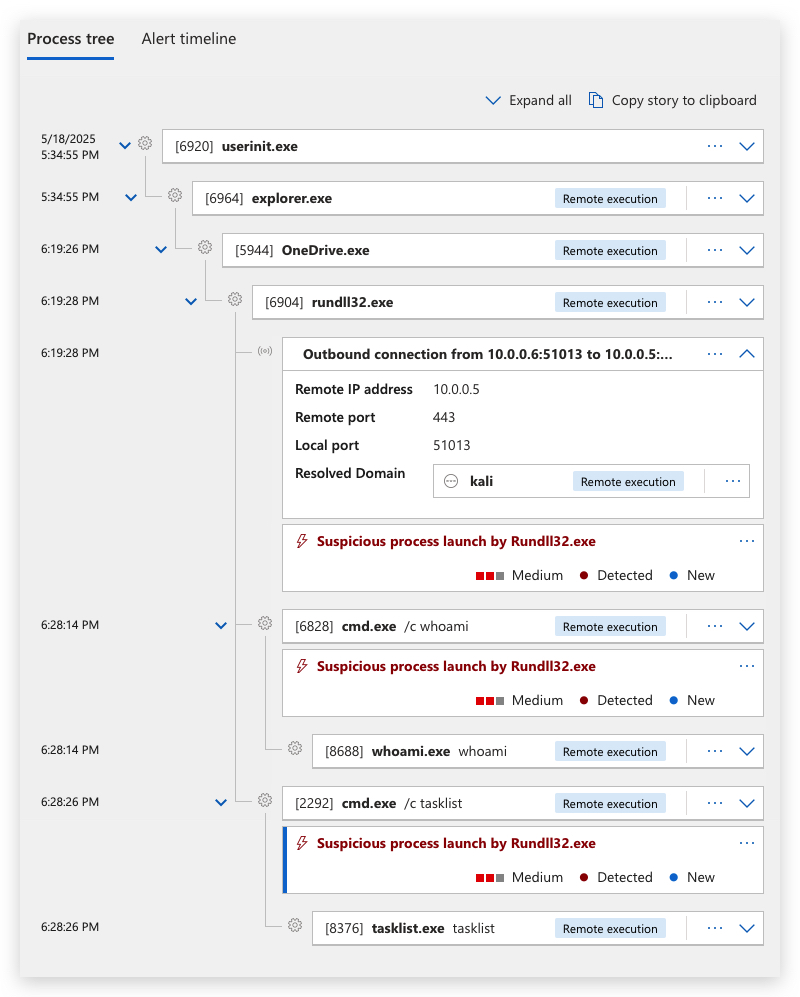 Process tree Alert timeline
Expand all Copy story to clipboard
5/18/2025
5:34:55 PM
[6920] userinit.exe
5:34:55 PM [6964] explorer.exe Remote execution
6:19:26 PM [5944] OneDrive.exe Remote execution
6:19:28 PM [6904] rundll32.exe Remote execution
6:19:28 PM Outbound connection from 10.0.0.6:51013 to 10.0.0.5:...
Remote IP address 10.0.0.5
Remote port 443
Local port 51013
Resolved Domain kali Remote execution
Suspicious process launch by Rundll32.exe
Medium Detected New
6:28:14 PM [6828] cmd.exe /c whoami Remote execution
Suspicious process launch by Rundll32.exe
Medium Detected New
6:28:14 PM [8688] whoami.exe whoami Remote execution
6:28:26 PM [2292] cmd.exe /c tasklist Remote execution
Suspicious process launch by Rundll32.exe
Medium Detected New
6:28:26 PM [8376] tasklist.exe tasklist Remote execution